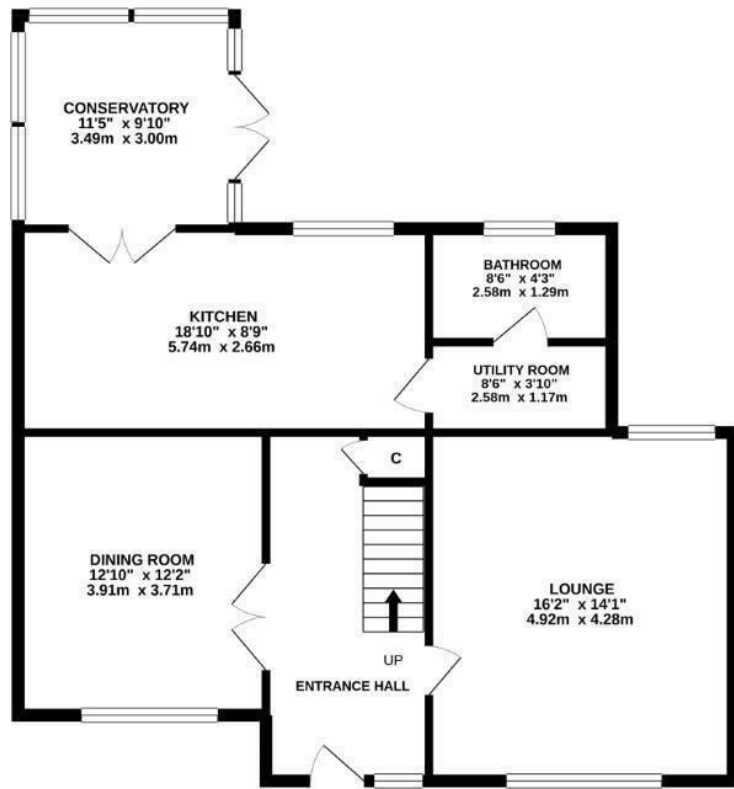 CONSERVATORY
11'5" x 9'10"
3.49m x 3.00m
BATHROOM
8'6" x 4'3"
2.58m x 1.29m
KITCHEN
18'10" x 8'9"
5.74m x 2.66m
UTILITY ROOM
8'6" x 3'10"
2.58m x 1.17m
C
DINING ROOM
12'10" x 12'2"
3.91m x 3.71m
LOUNGE
16'2" x 14'1"
4.92m x 4.28m
UP
ENTRANCE HALL